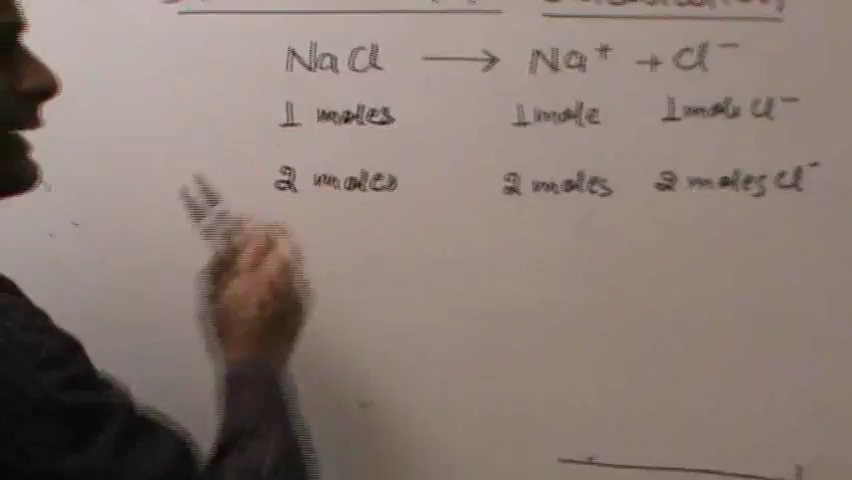 NaCl → Na⁺ + Cl⁻
1 moles 1 mole 1 mole Cl⁻
2 moles 2 moles 2 moles Cl⁻